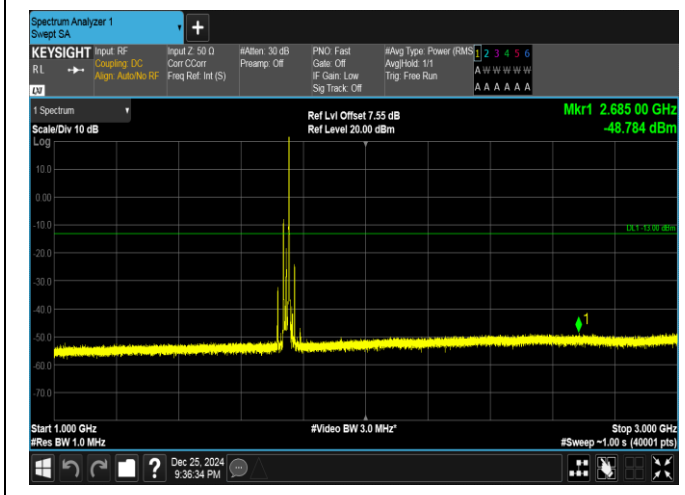 Spectrum Analyzer 1
Swept SA
+
KEYSIGHT
RL
LXI
Input: RF
Coupling: DC
Align: Auto/No RF
Input Z: 50 Ω
Corr CCorr
Freq Ref: Int (S)
#Atten: 30 dB
Preamp: Off
PNO: Fast
Gate: Off
IF Gain: Low
Sig Track: Off
#Avg Type: Power (RMS
Avg|Hold: 1/1
Trig: Free Run
1 2 3 4 5 6
A W W W W W
A A A A A A
1 Spectrum
Scale/Div 10 dB
Log
Ref Lvl Offset 7.55 dB
Ref Level 20.00 dBm
Mkr1 2.685 00 GHz
-48.784 dBm
10.0
0.00
-10.0
DL1 -13.00 dBm
-20.0
-30.0
-40.0
1
-50.0
-60.0
-70.0
Start 1.000 GHz
#Res BW 1.0 MHz
#Video BW 3.0 MHz*
Stop 3.000 GHz
#Sweep ~1.00 s (40001 pts)
?
Dec 25, 2024
9:36:34 PM